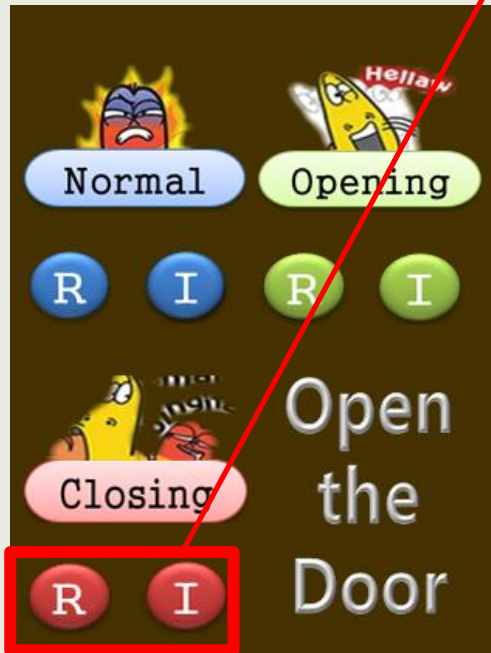 Hellaw
Normal
Opening
R I R I
Closing
R I
Open
the
Door